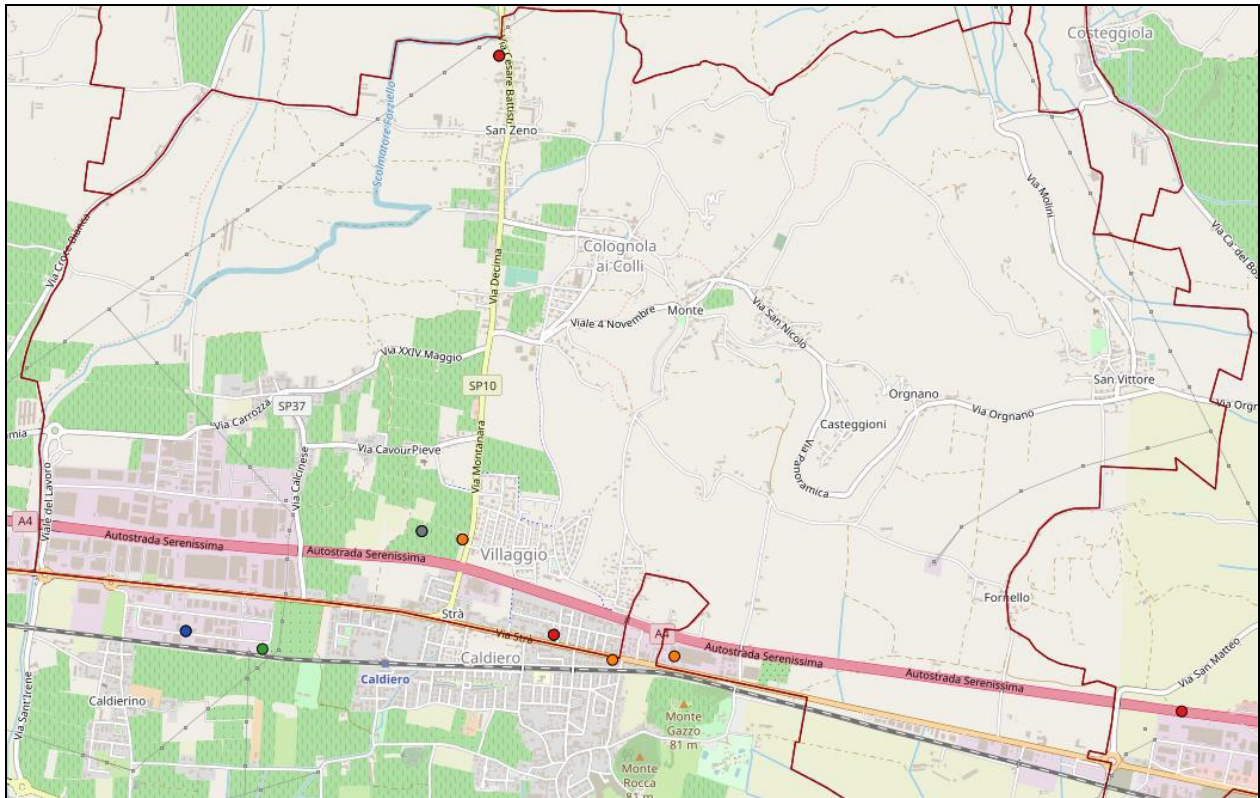 Costeggiola
Via Cesare Battisti
Scolmatore Forziello
San Zeno
Via Molini
Via Croce Bianca
Via Ca' del Bos
Colognola
ai Colli
Via Decima
Monte
Viale 4 Novembre
Via San Nicolò
Via XXIV Maggio
SP10
San Vittore
Orgnano
Via Orgnano
Via Orgn
SP37
Via Carrozza
Casteggioni
Via Panoramica
mia
Via Cavour
Pieve
Via Montanara
Via Calcinese
Viale del Lavoro
A4
Autostrada Serenissima
Autostrada Serenissima
Villaggio
Fornello
Strà
Via Strà
A4
Autostrada Serenissima
Caldiero
Caldiero
Autostrada Serenissima
Via San Matteo
Caldierino
Via Sant'Irene
Monte
Gazzo
81 m
Monte
Rocca
81 m